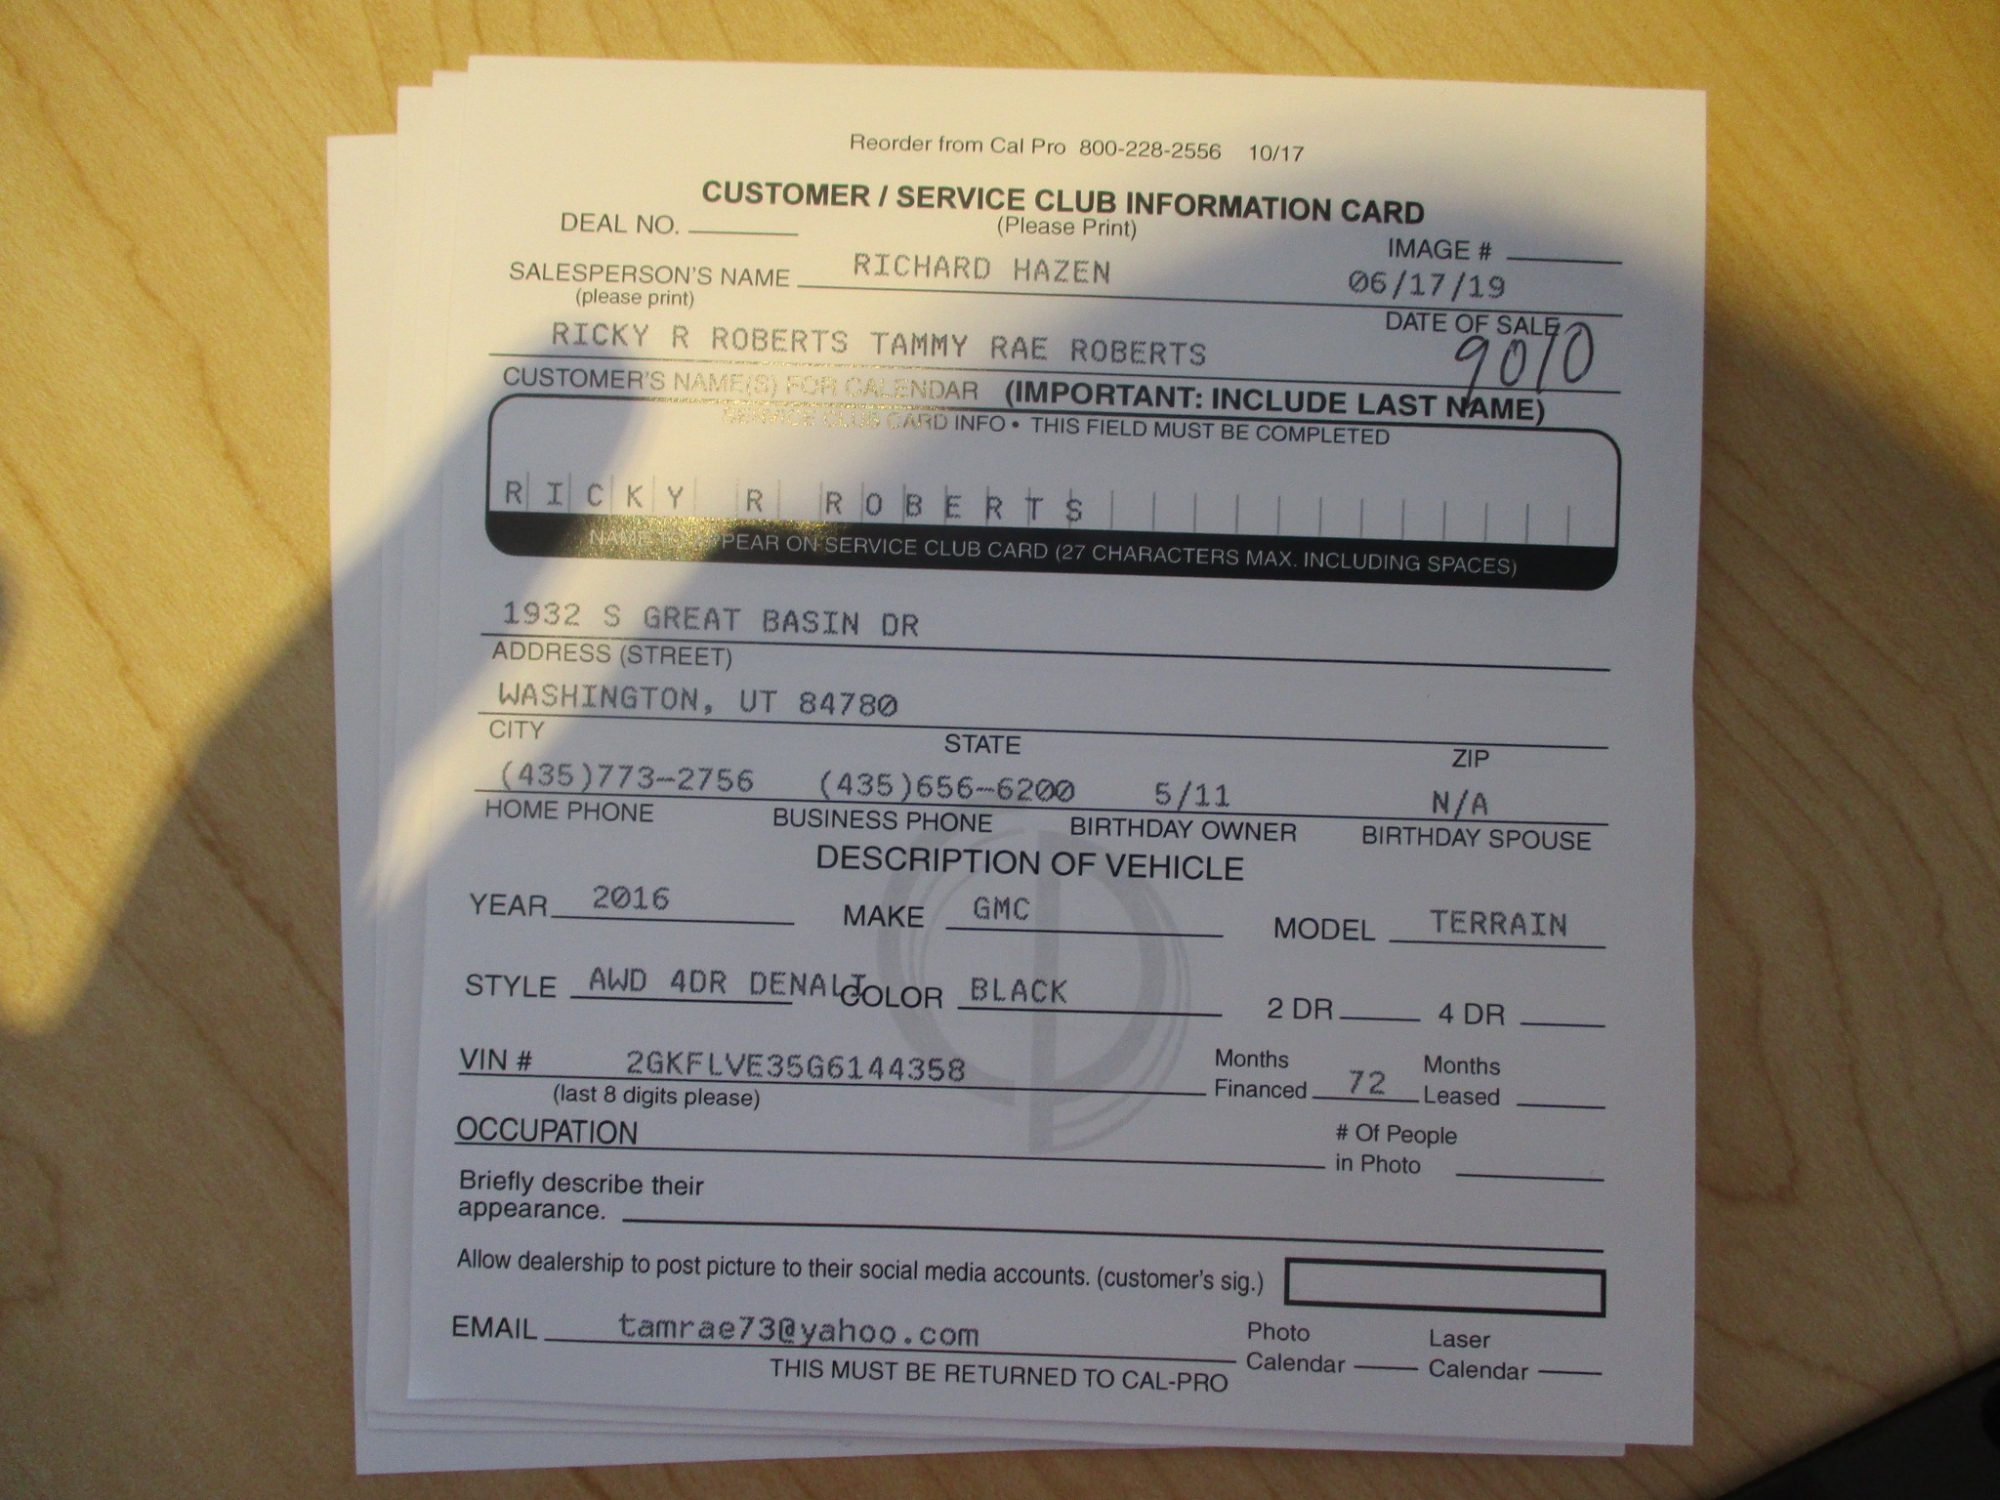 Reorder from Cal Pro 800-228-2556 10/17
CUSTOMER / SERVICE CLUB INFORMATION CARD
DEAL NO. (Please Print) IMAGE #
SALESPERSON'S NAME RICHARD HAZEN 06/17/19
(please print) DATE OF SALE
RICKY R ROBERTS TAMMY RAE ROBERTS 9010
CUSTOMER'S NAME(S) FOR CALENDAR (IMPORTANT: INCLUDE LAST NAME)
SERVICE CLUB CARD INFO • THIS FIELD MUST BE COMPLETED
RICKY R ROBERTS
NAME TO APPEAR ON SERVICE CLUB CARD (27 CHARACTERS MAX. INCLUDING SPACES)
1932 S GREAT BASIN DR
ADDRESS (STREET)
WASHINGTON, UT 84780
CITY STATE ZIP
(435)773-2756 (435)656-6200 5/11 N/A
HOME PHONE BUSINESS PHONE BIRTHDAY OWNER BIRTHDAY SPOUSE
DESCRIPTION OF VEHICLE
YEAR 2016 MAKE GMC MODEL TERRAIN
STYLE AWD 4DR DENALI COLOR BLACK 2 DR 4 DR
VIN # 2GKFLVE35G6144358 Months Financed 72 Months Leased
(last 8 digits please)
OCCUPATION # Of People in Photo
Briefly describe their
appearance.
Allow dealership to post picture to their social media accounts. (customer's sig.)
EMAIL tamrae73@yahoo.com Photo Calendar Laser Calendar
THIS MUST BE RETURNED TO CAL-PRO